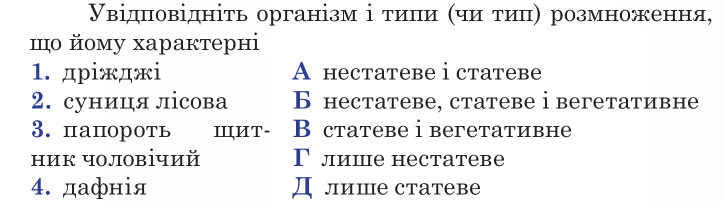 Увідповідніть організм і типи (чи тип) розмноження,
що йому характерні
1. дріжджі
2. суниця лісова
3. папороть щит-
ник чоловічий
4. дафнія
А нестатеве і статеве
Б нестатеве, статеве і вегетативне
В статеве і вегетативне
Г лише нестатеве
Д лише статеве